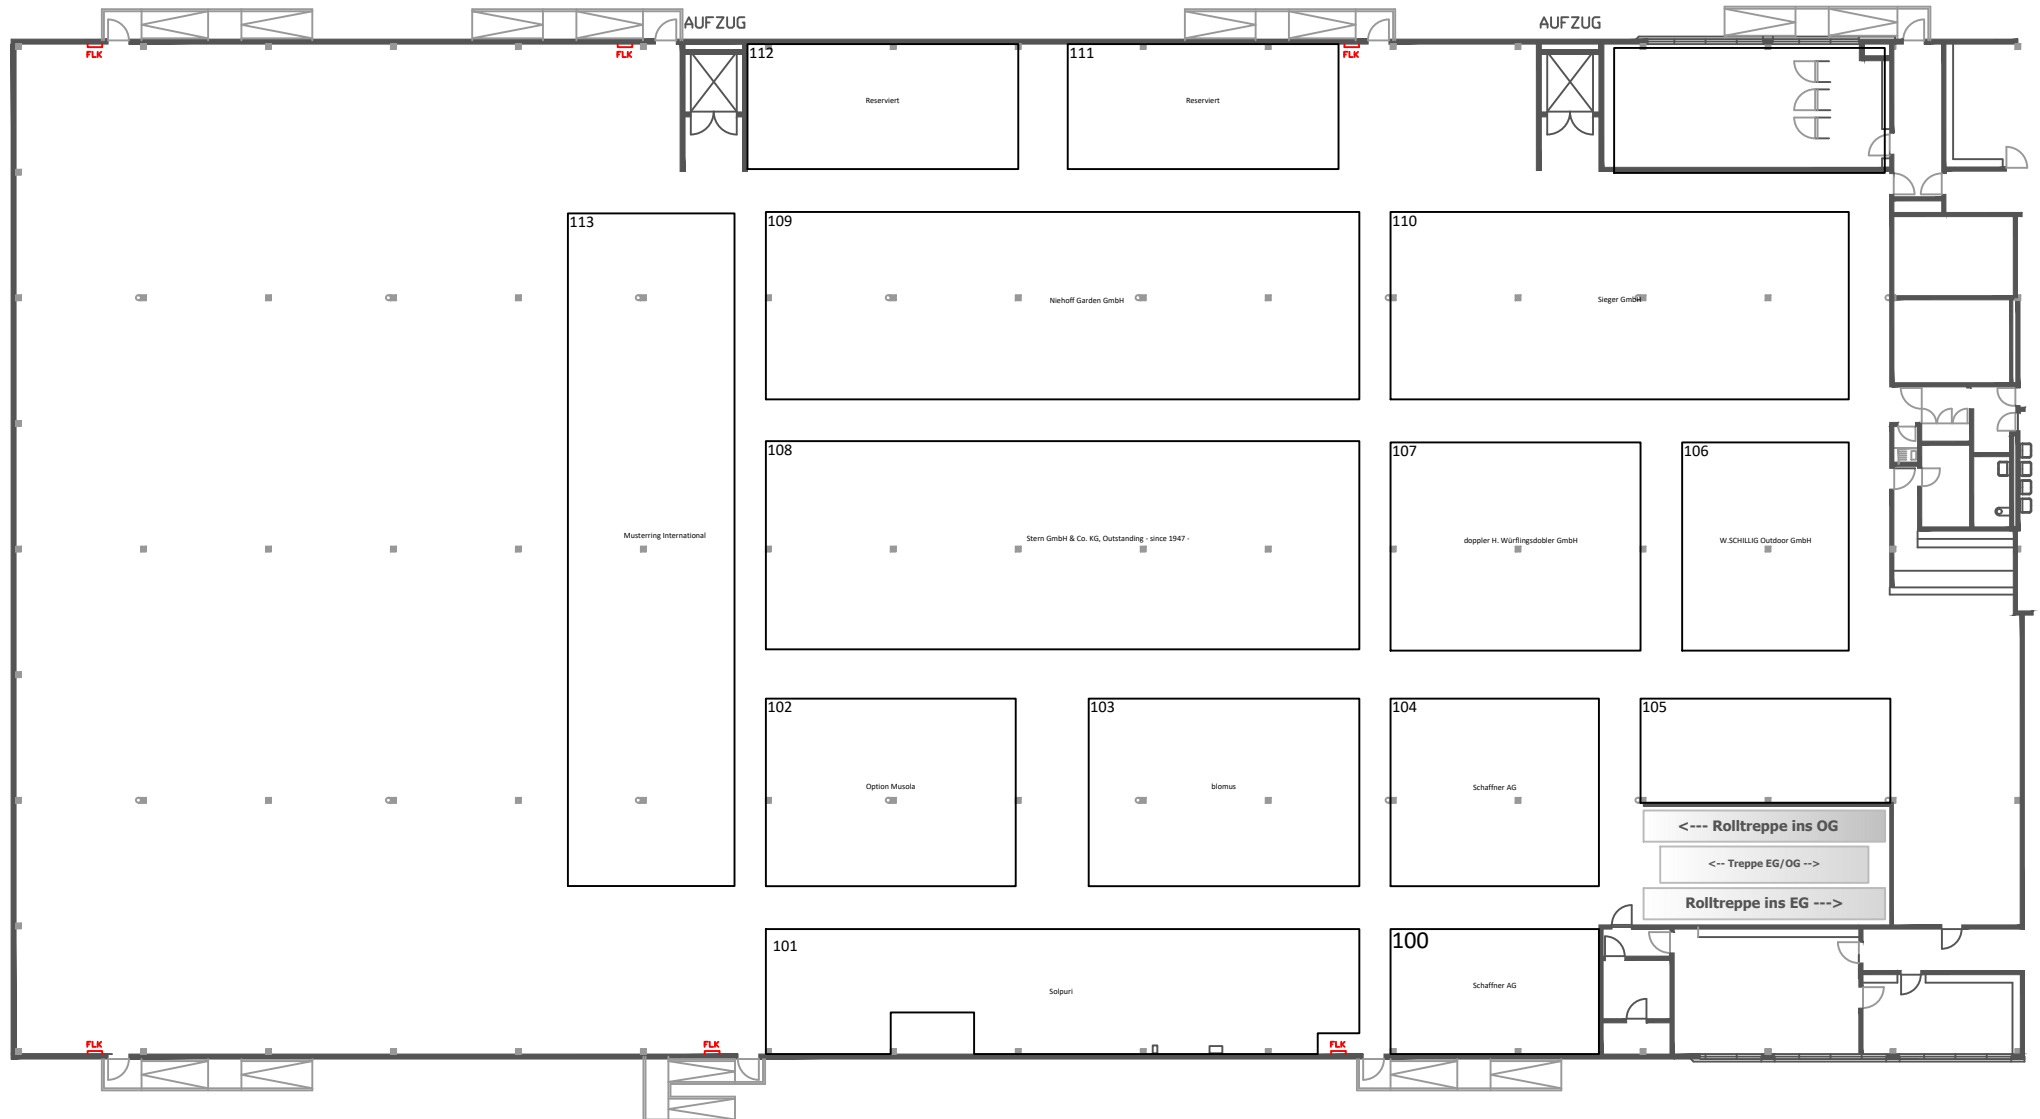 AUFZUG
AUFZUG
FLK
FLK
FLK
112
Reserviert
111
Reserviert
113
Musterring International
109
Niehoff Garden GmbH
110
Sieger GmbH
108
Stern GmbH & Co. KG, Outstanding - since 1947 -
107
doppler H. Würflingsdobler GmbH
106
W.SCHILLIG Outdoor GmbH
102
Option Musola
103
blomus
104
Schaffner AG
105
<--- Rolltreppe ins OG
<-- Treppe EG/OG -->
Rolltreppe ins EG --->
101
Solpuri
100
Schaffner AG
FLK
FLK
FLK